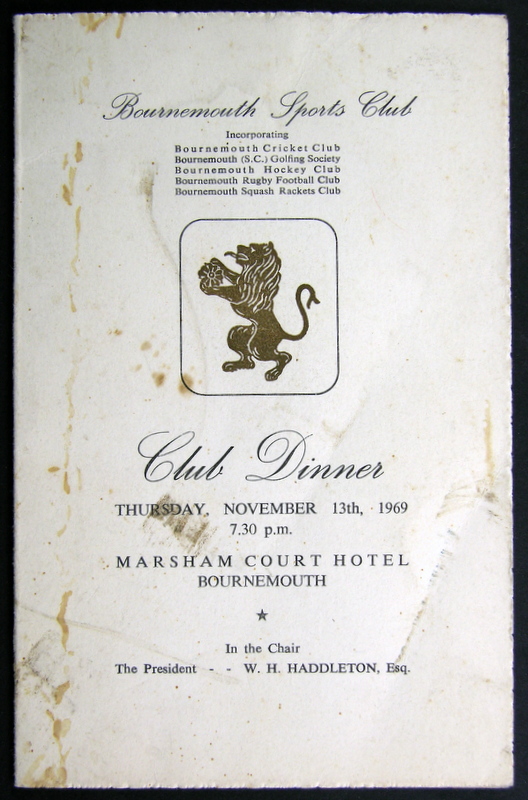 Bournemouth Sports Club
Incorporating
Bournemouth Cricket Club
Bournemouth (S.C.) Golfing Society
Bournemouth Hockey Club
Bournemouth Rugby Football Club
Bournemouth Squash Rackets Club
Club Dinner
THURSDAY, NOVEMBER 13th, 1969
7.30 p.m.
MARSHAM COURT HOTEL
BOURNEMOUTH
In the Chair
The President - - W. H. HADDLETON, Esq.